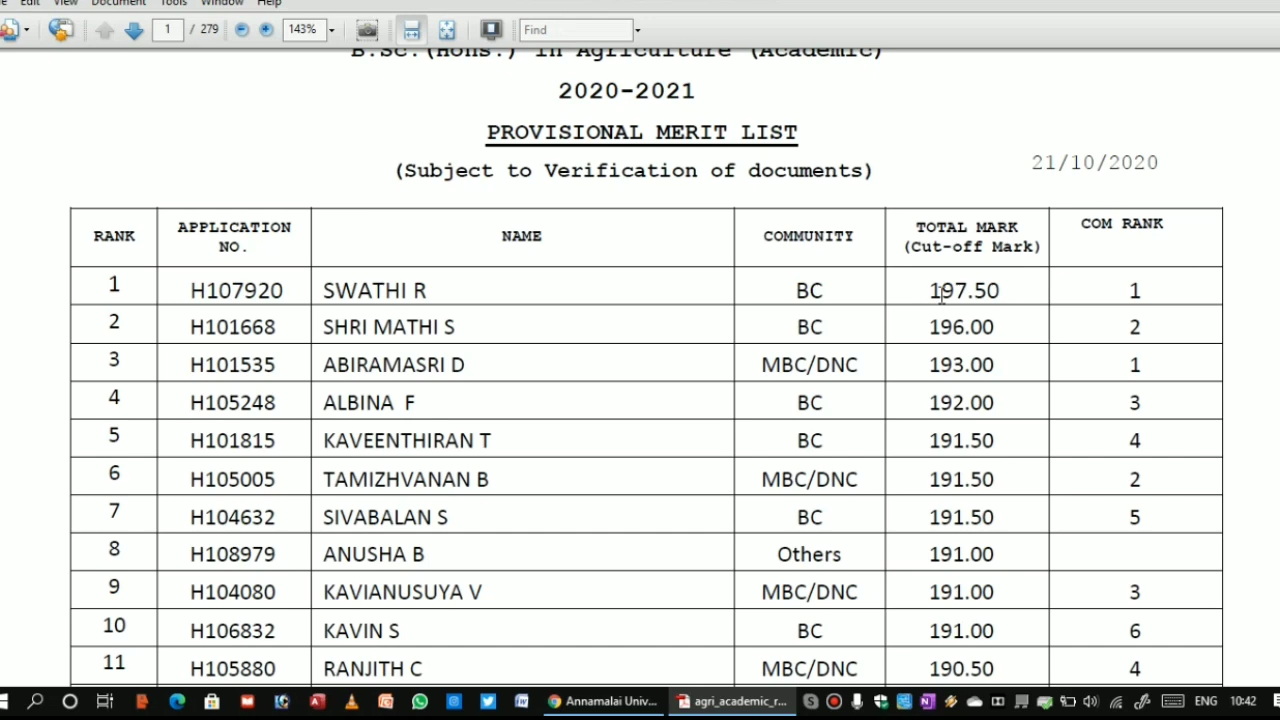 Edit View Document Tools Window Help
1 / 279 143% Find
B.Sc.(Hons.) in Agriculture (Academic)
2020-2021
PROVISIONAL MERIT LIST
(Subject to Verification of documents)
21/10/2020
RANK APPLICATION NO. NAME COMMUNITY TOTAL MARK (Cut-off Mark) COM RANK
1 H107920 SWATHI R BC 197.50 1
2 H101668 SHRI MATHI S BC 196.00 2
3 H101535 ABIRAMASRI D MBC/DNC 193.00 1
4 H105248 ALBINA F BC 192.00 3
5 H101815 KAVEENTHIRAN T BC 191.50 4
6 H105005 TAMIZHVANAN B MBC/DNC 191.50 2
7 H104632 SIVABALAN S BC 191.50 5
8 H108979 ANUSHA B Others 191.00
9 H104080 KAVIANUSUYA V MBC/DNC 191.00 3
10 H106832 KAVIN S BC 191.00 6
11 H105880 RANJITH C MBC/DNC 190.50 4
Annamalai Univ... agri_academic_r... ENG 10:42